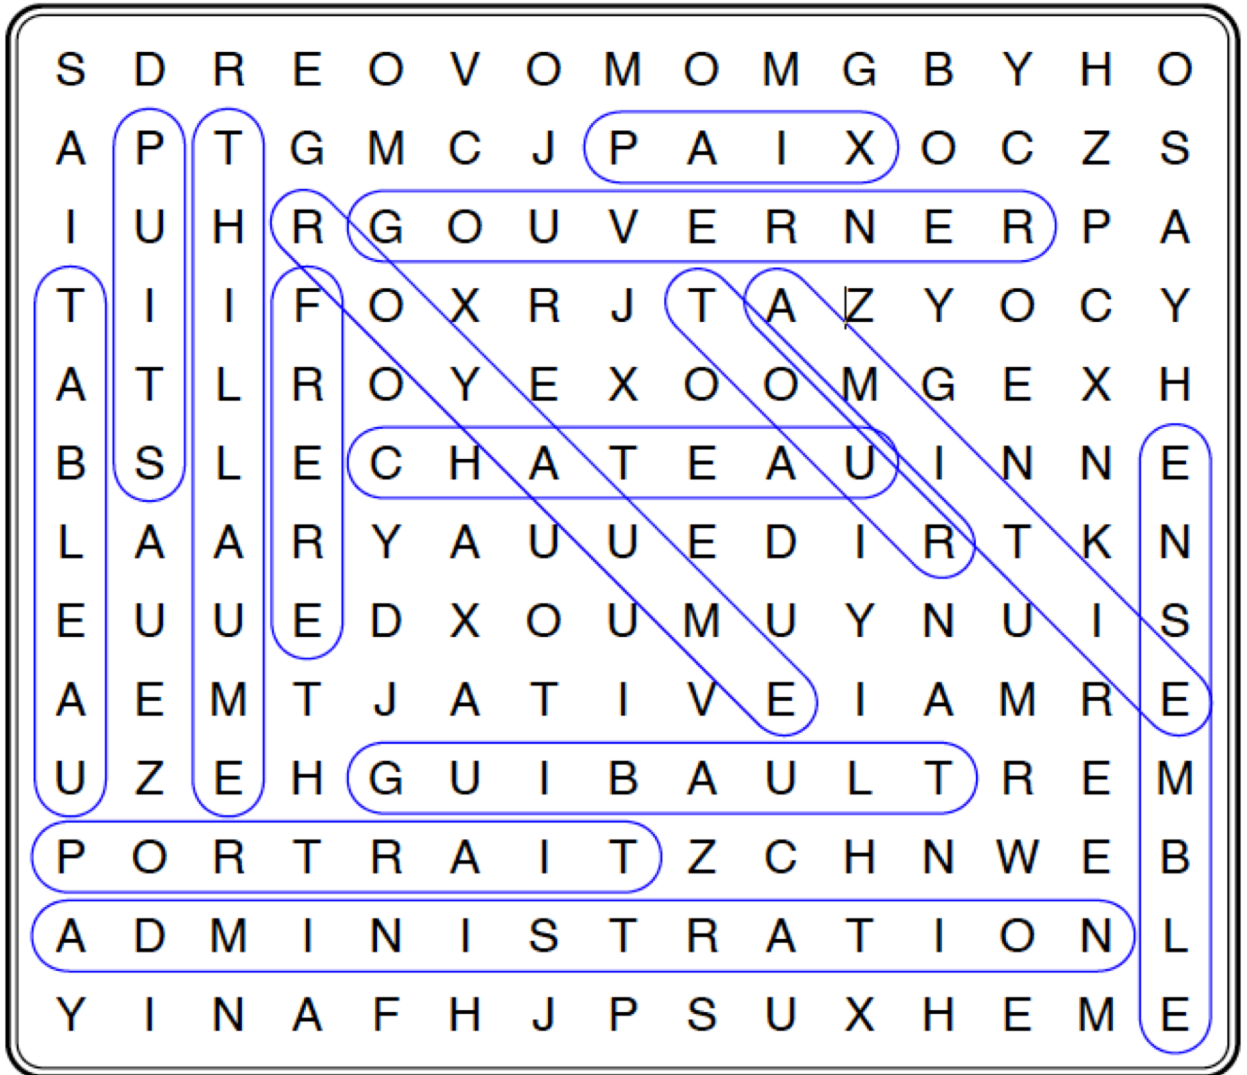 S D R E O V O M O M G B Y H O
A P T G M C J P A I X O C Z S
I U H R G O U V E R N E R P A
T I I F O X R J T A Z Y O C Y
A T L R O Y E X O O M G E X H
B S L E C H A T E A U I N N E
L A A R Y A U U E D I R T K N
E U U E D X O U M U Y N U I S
A E M T J A T I V E I A M R E
U Z E H G U I B A U L T R E M
P O R T R A I T Z C H N W E B
A D M I N I S T R A T I O N L
Y I N A F H J P S U X H E M E